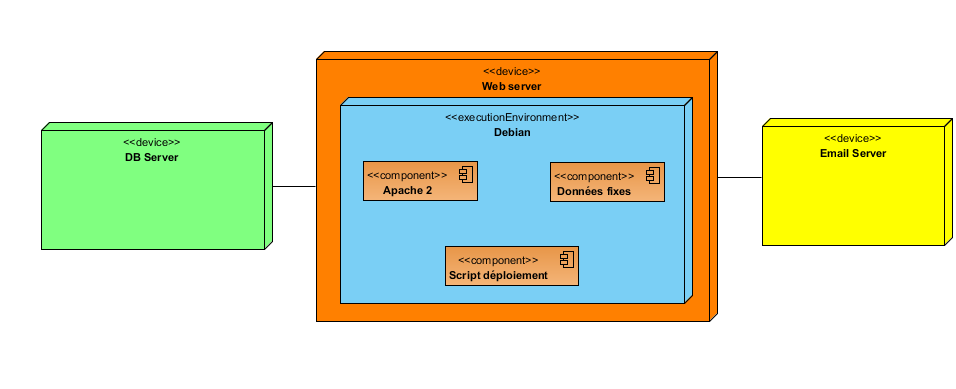 <<device>>
Web server
<<executionEnvironment>>
Debian
<<device>>
DB Server
<<device>>
Email Server
<<component>>
Apache 2
<<component>>
Données fixes
<<component>>
Script déploiement